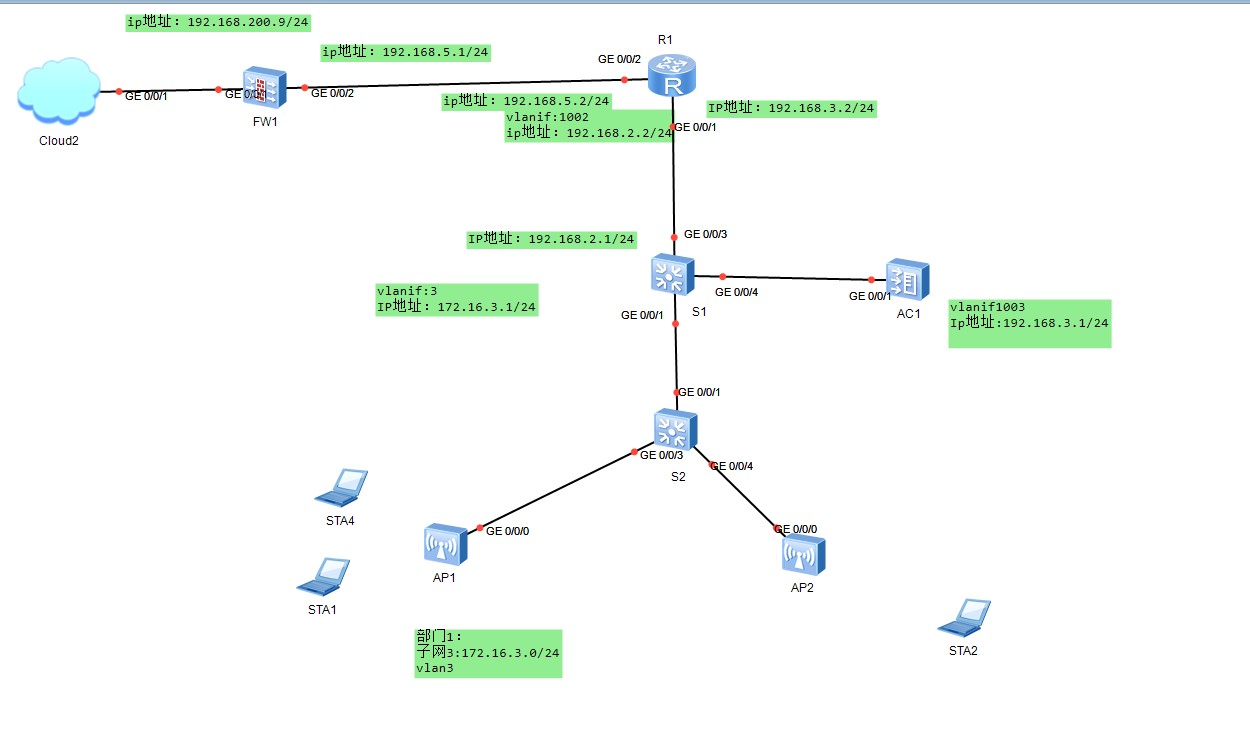 ip地址: 192.168.200.9/24
ip地址: 192.168.5.1/24
R1
GE 0/0/2
GE 0/0/1
GE 0/0
GE 0/0/2
FW1
Cloud2
ip地址: 192.168.5.2/24
IP地址: 192.168.3.2/24
vlanif:1002
ip地址: 192.168.2.2/24
GE 0/0/1
IP地址: 192.168.2.1/24
GE 0/0/3
vlanif:3
IP地址: 172.16.3.1/24
GE 0/0/4
GE 0/0/1
S1
GE 0/0/1
AC1
vlanif1003
Ip地址:192.168.3.1/24
GE 0/0/1
GE 0/0/3
GE 0/0/4
S2
STA4
GE 0/0/0
GE 0/0/0
AP1
AP2
STA1
部门1:
子网3:172.16.3.0/24
vlan3
STA2